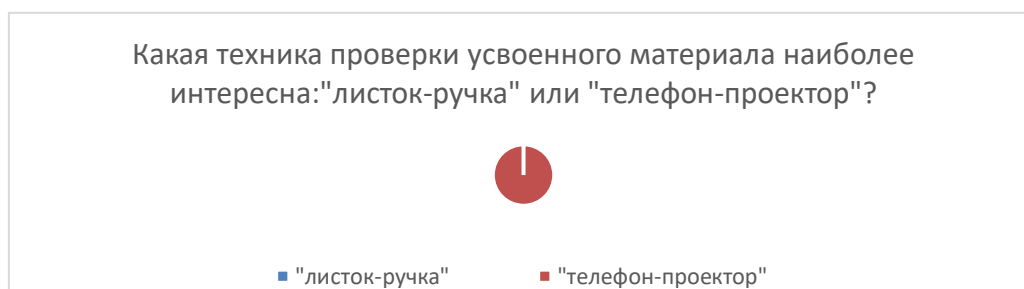 Какая техника проверки усвоенного материала наиболее
интересна:"листок-ручка" или "телефон-проектор"?
"листок-ручка" "телефон-проектор"